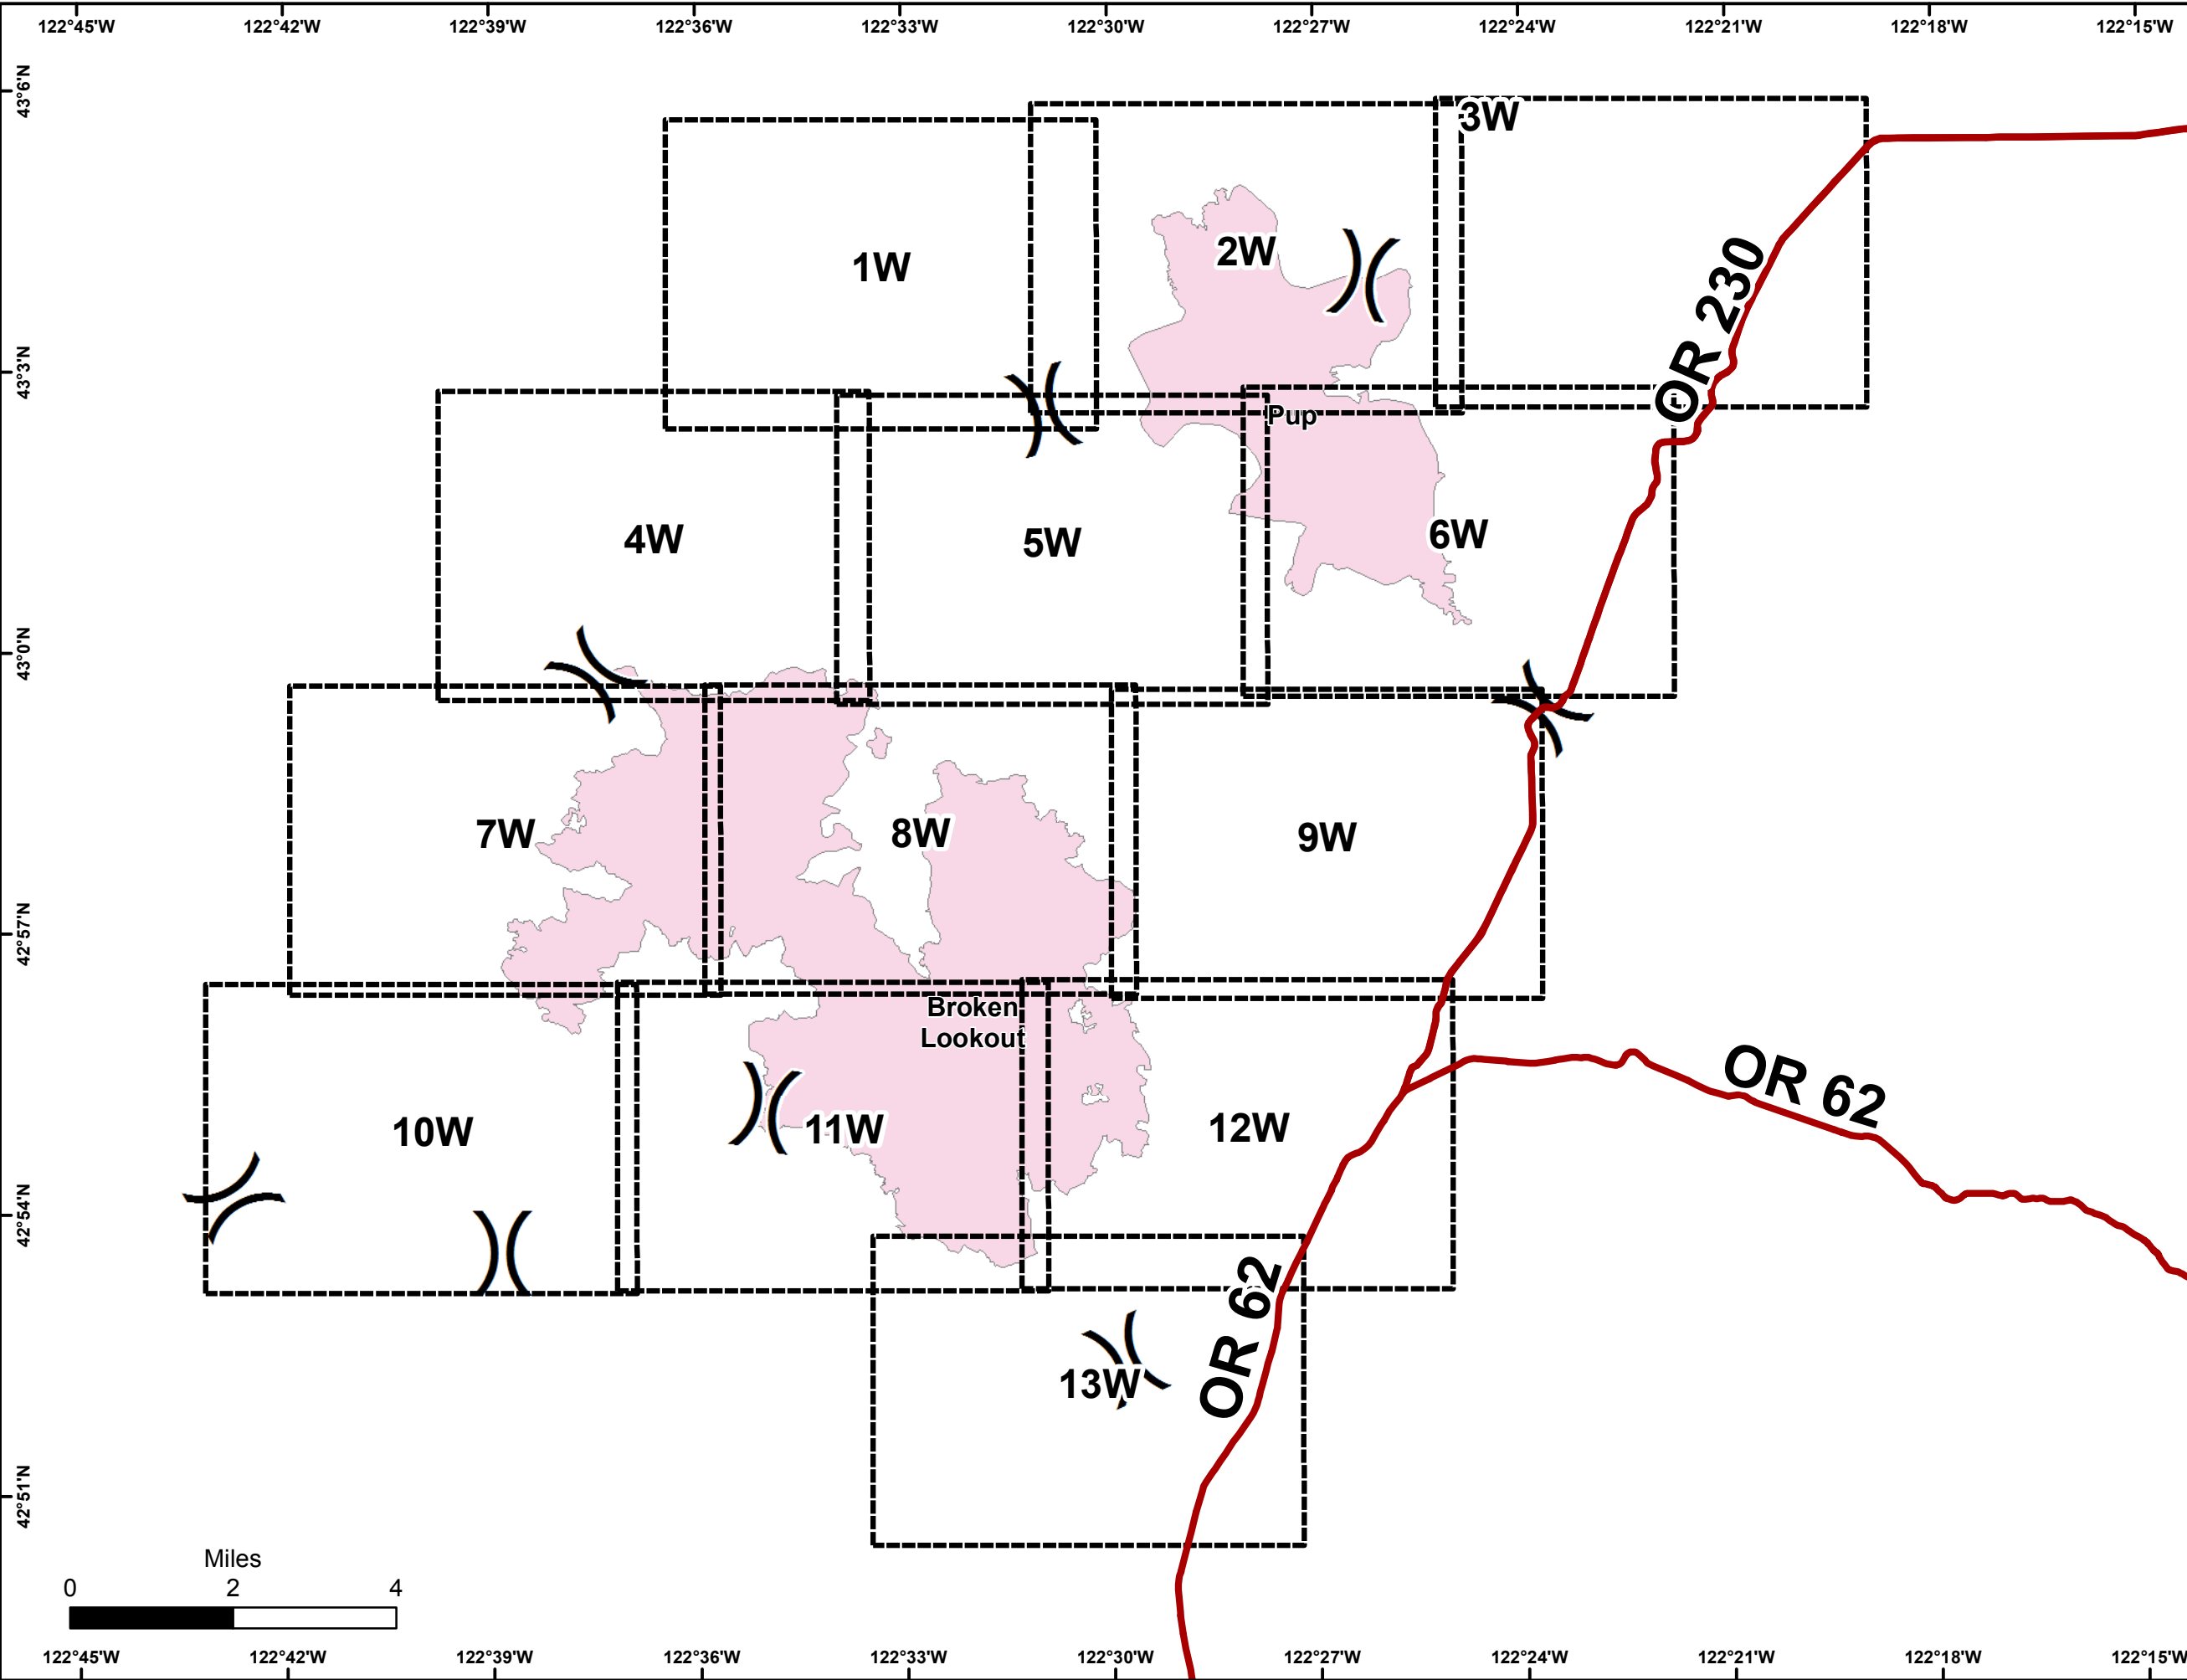 122°45'W 122°42'W 122°39'W 122°36'W 122°33'W 122°30'W 122°27'W 122°24'W 122°21'W 122°18'W 122°15'W
43°6'N
3W
2W
1W
OR 230
43°3'N
Pup
4W
5W
6W
43°0'N
7W
8W
9W
42°57'N
Broken
Lookout
OR 62
10W
11W
12W
42°54'N
OR 62
13W
42°51'N
Miles
0 2 4
122°45'W 122°42'W 122°39'W 122°36'W 122°33'W 122°30'W 122°27'W 122°24'W 122°21'W 122°18'W 122°15'W